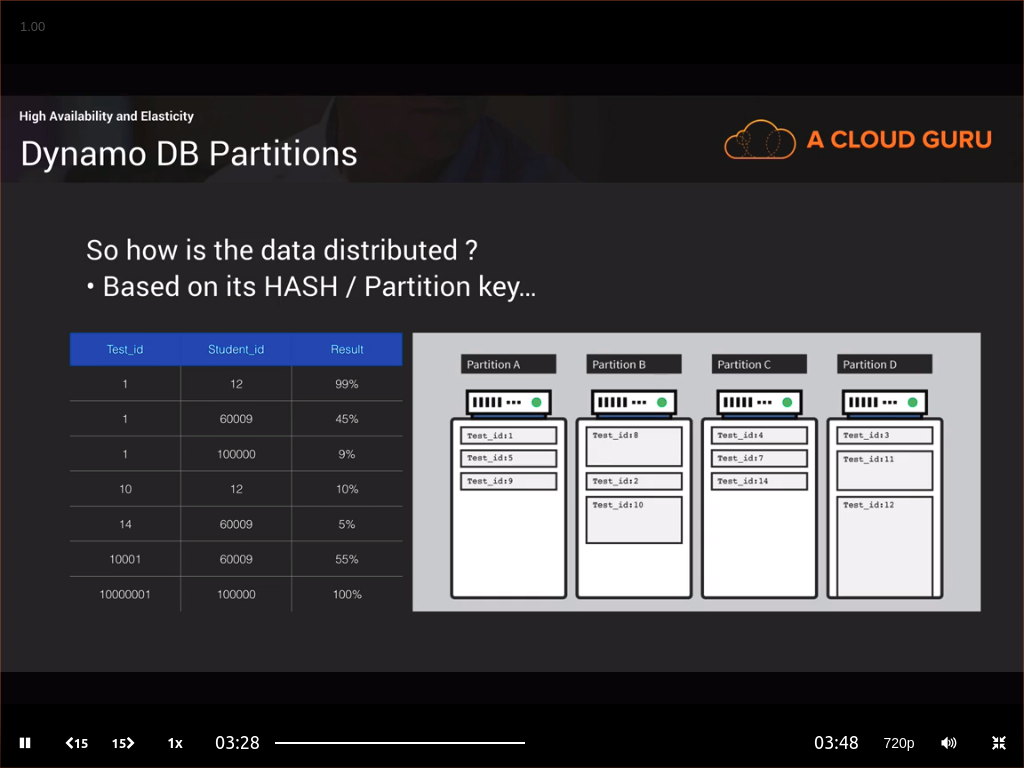 1.00
High Availability and Elasticity
Dynamo DB Partitions
A CLOUD GURU
So how is the data distributed ?
• Based on its HASH / Partition key...
Test_id Student_id Result
1 12 99%
1 60009 45%
1 100000 9%
10 12 10%
14 60009 5%
10001 60009 55%
10000001 100000 100%
Partition A Partition B Partition C Partition D
Test_id:1 Test_id:8 Test_id:4 Test_id:3
Test_id:5 Test_id:7 Test_id:11
Test_id:9 Test_id:2 Test_id:14
Test_id:10 Test_id:12
15 15 1x 03:28 03:48 720p